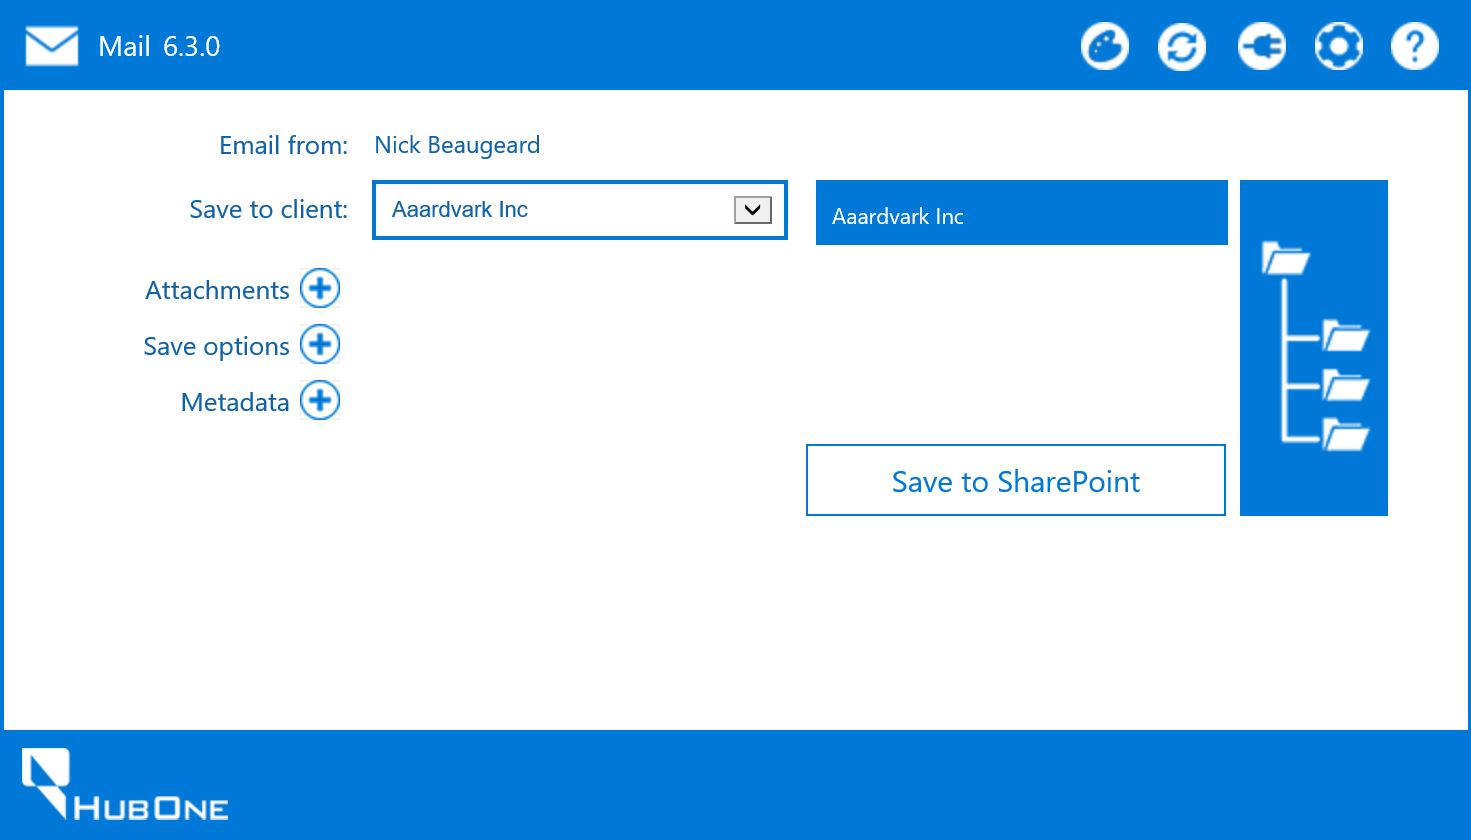 Mail 6.3.0
Email from: Nick Beaugeard
Save to client: Aaardvark Inc
Aaardvark Inc
Attachments
Save options
Metadata
Save to SharePoint
HUBONE